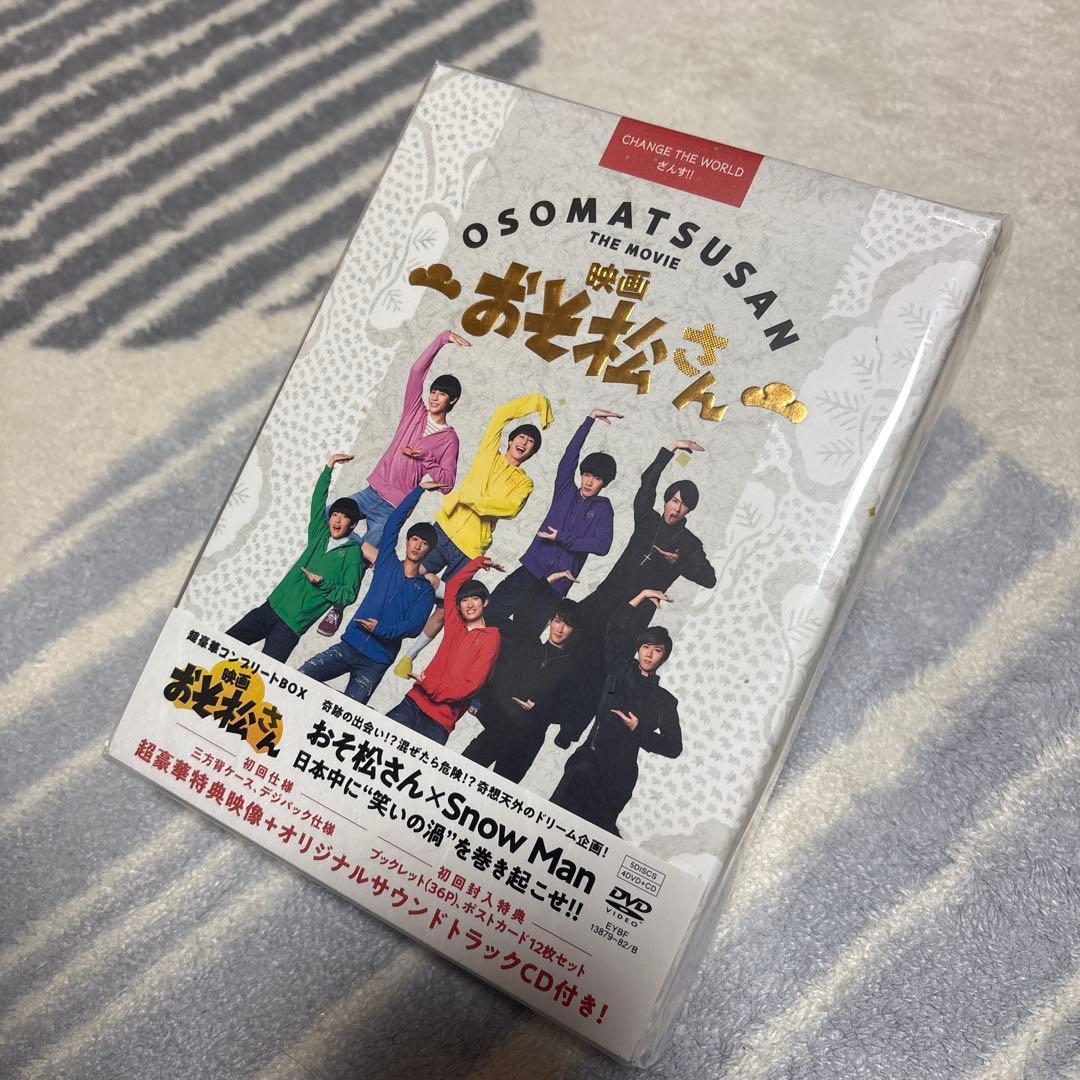 CHANGE THE WORLD
ざんす!!
OSOMATSUSAN
THE MOVIE
映画
おそ松さん
超豪華コンプリートBOX
映画
おそ松さん
奇跡の出会い!?混ぜたら危険!?奇想天外のドリーム企画!
おそ松さん×Snow Man
日本中に“笑いの渦”を巻き起こせ!!
初回仕様
三方背ケース、デジパック仕様
初回封入特典
ブックレット(36P)、ポストカード12枚セット
超豪華特典映像+オリジナルサウンドトラックCD付き!
5DISCS
4DVD+CD
DVD
VIDEO
EYBF
13879~82/B